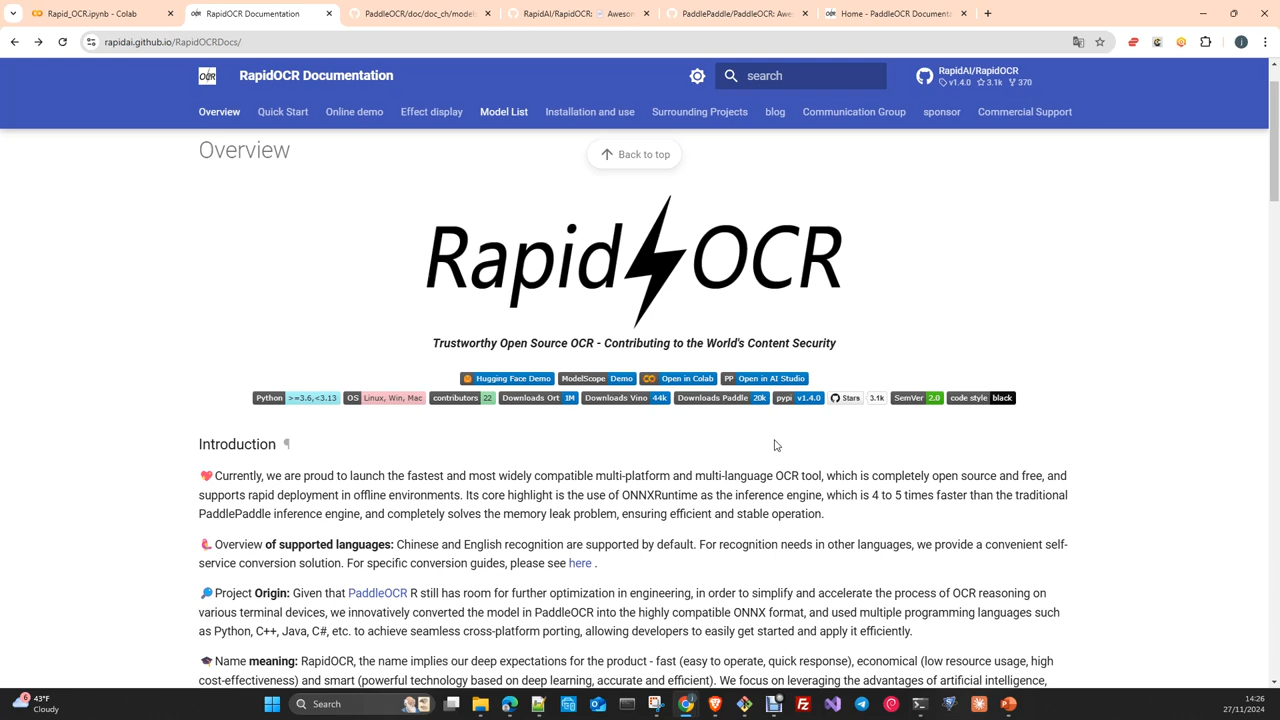 Rapid_OCR.ipynb - Colab
RapidOCR Documentation
PaddleOCR/doc/doc_ch/models
RapidAI/RapidOCR: Awesom
PaddlePaddle/PaddleOCR: Awe
Home - PaddleOCR Documenta
rapidai.github.io/RapidOCRDocs/
OCR
RapidOCR Documentation
search
RapidAI/RapidOCR
v1.4.0 3.1k 370
Overview Quick Start Online demo Effect display Model List Installation and use Surrounding Projects blog Communication Group sponsor Commercial Support
Overview
Back to top
Rapid OCR
Trustworthy Open Source OCR - Contributing to the World's Content Security
Hugging Face Demo ModelScope Demo Open in Colab PP Open in AI Studio
Python >=3.6,<3.13 OS Linux, Win, Mac contributors 22 Downloads Ort 1M Downloads Vino 44k Downloads Paddle 20k pypi v1.4.0 Stars 3.1k SemVer 2.0 code style black
Introduction ¶
Currently, we are proud to launch the fastest and most widely compatible multi-platform and multi-language OCR tool, which is completely open source and free, and
supports rapid deployment in offline environments. Its core highlight is the use of ONNXRuntime as the inference engine, which is 4 to 5 times faster than the traditional
PaddlePaddle inference engine, and completely solves the memory leak problem, ensuring efficient and stable operation.
Overview of supported languages: Chinese and English recognition are supported by default. For recognition needs in other languages, we provide a convenient self-
service conversion solution. For specific conversion guides, please see here .
Project Origin: Given that PaddleOCR R still has room for further optimization in engineering, in order to simplify and accelerate the process of OCR reasoning on
various terminal devices, we innovatively converted the model in PaddleOCR into the highly compatible ONNX format, and used multiple programming languages such
as Python, C++, Java, C#, etc. to achieve seamless cross-platform porting, allowing developers to easily get started and apply it efficiently.
Name meaning: RapidOCR, the name implies our deep expectations for the product - fast (easy to operate, quick response), economical (low resource usage, high
cost-effectiveness) and smart (powerful technology based on deep learning, accurate and efficient). We focus on leveraging the advantages of artificial intelligence,
6
43°F
Cloudy
Search
14:26
27/11/2024